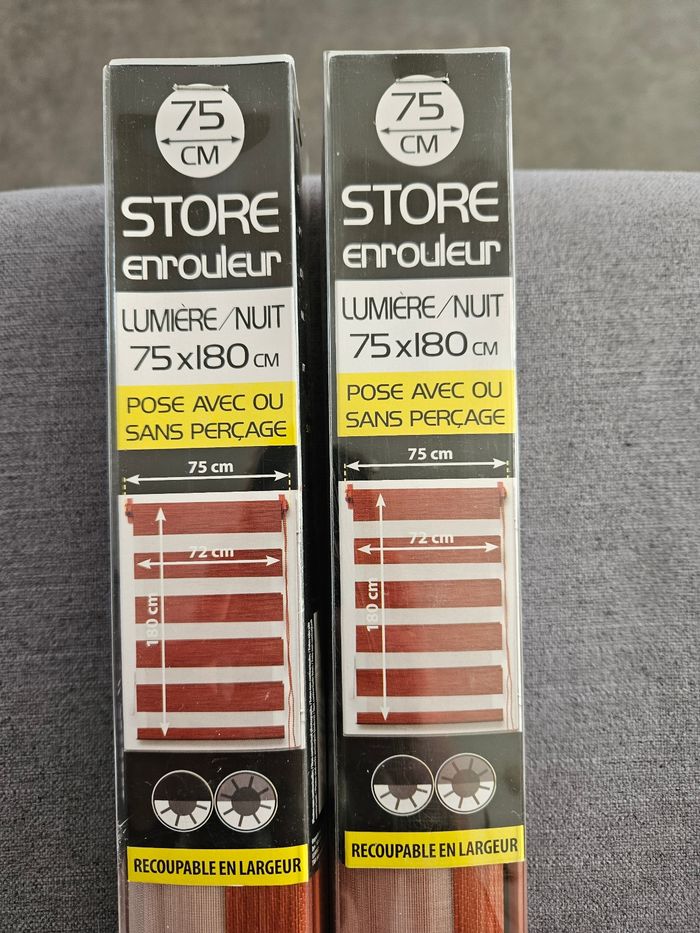 75
CM
STORE
enrouleur
LUMIÈRE/NUIT
75x180 CM
POSE AVEC OU
SANS PERÇAGE
75 cm
72 cm
180 cm
RECOUPABLE EN LARGEUR
75
CM
STORE
enrouleur
LUMIÈRE/NUIT
75x180 CM
POSE AVEC OU
SANS PERÇAGE
75 cm
72 cm
180 cm
RECOUPABLE EN LARGEUR